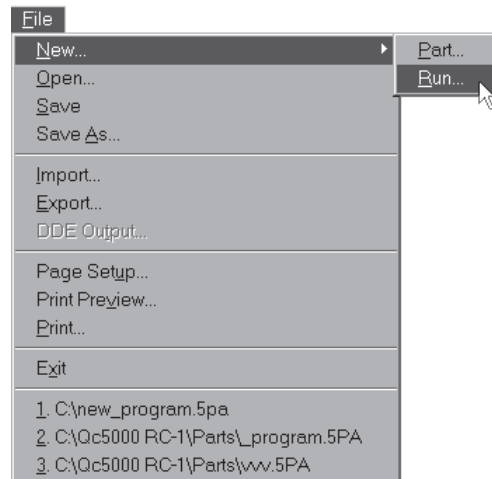 File
New...
Part...
Open...
Run...
Save
Save As...
Import...
Export...
DDE Output...
Page Setup...
Print Preview...
Print...
Exit
1. C:\new_program.5pa
2. C:\Qc5000 RC-1\Parts\_program.5PA
3. C:\Qc5000 RC-1\Parts\vvv.5PA